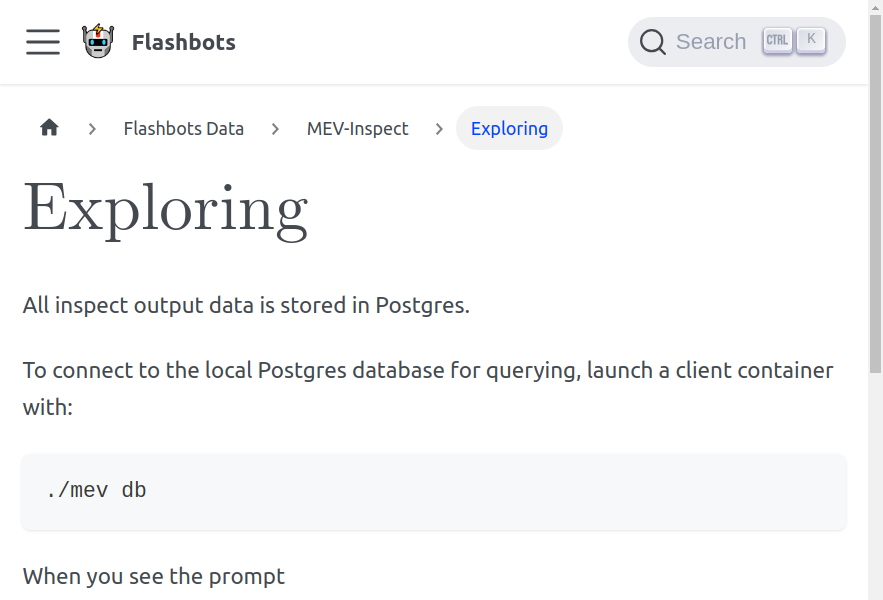 Flashbots
Search CTRL K
Flashbots Data MEV-Inspect Exploring
Exploring
All inspect output data is stored in Postgres.
To connect to the local Postgres database for querying, launch a client container
with:
./mev db
When you see the prompt